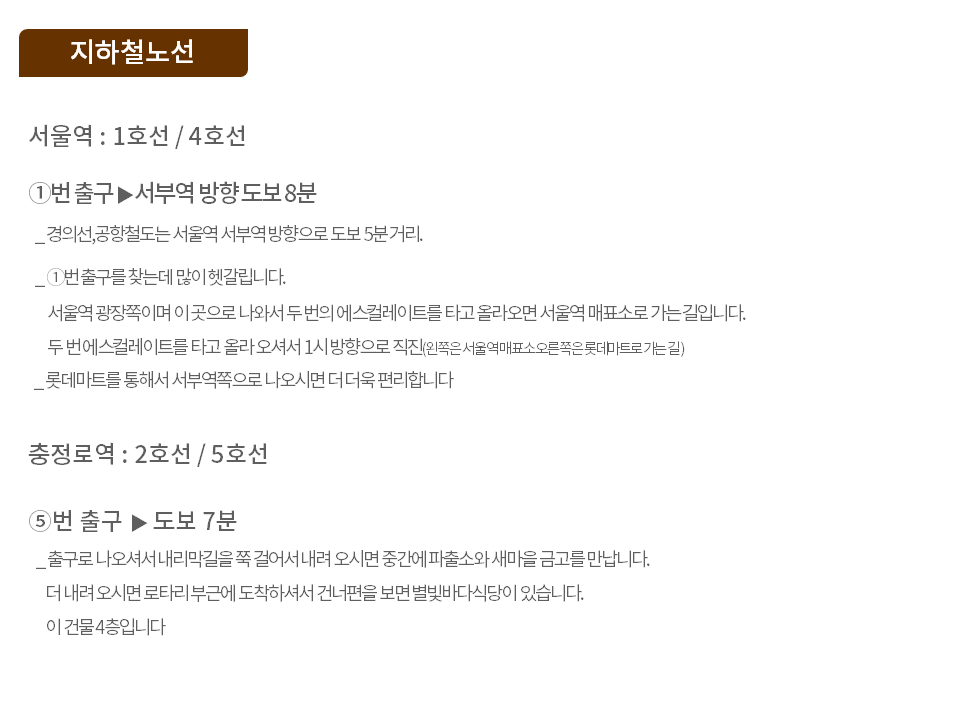 지하철노선
서울역 : 1호선 / 4호선
①번 출구 ▶서부역 방향 도보 8분
_ 경의선,공항철도는 서울역 서부역 방향으로 도보 5분 거리.
_ ①번 출구를 찾는데 많이 헷갈립니다.
서울역 광장쪽이며 이 곳으로 나와서 두 번의 에스컬레이트를 타고 올라오면 서울역 매표소로 가는 길입니다.
두 번 에스컬레이트를 타고 올라 오셔서 1시 방향으로 직진(왼쪽은 서울역 매표소 오른쪽은 롯데마트로 가는 길)
_ 롯데마트를 통해서 서부역쪽으로 나오시면 더 더욱 편리합니다
충정로역 : 2호선 / 5호선
⑤번 출구 ▶ 도보 7분
_ 출구로 나오셔서 내리막길을 쭉 걸어서 내려 오시면 중간에 파출소와 새마을 금고를 만납니다.
더 내려 오시면 로타리 부근에 도착하셔서 건너편을 보면 별빛바다식당이 있습니다.
이 건물 4층입니다